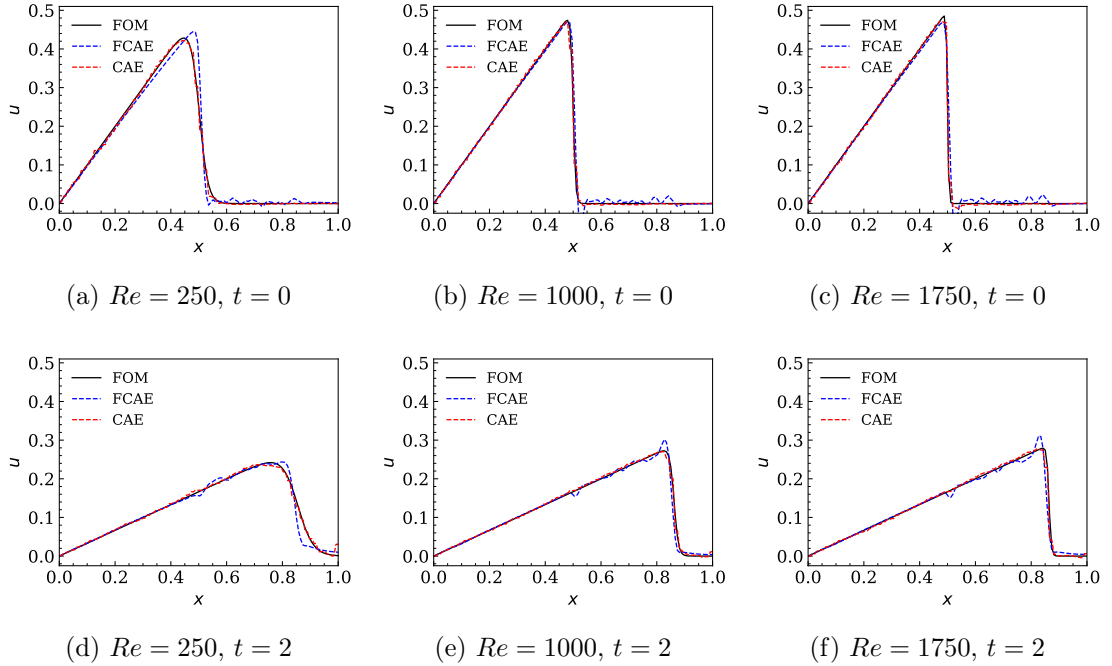 0.5
0.4
0.3
0.2
0.1
0.0
u
FOM
FCAE
CAE
0.0 0.2 0.4 0.6 0.8 1.0
x
(a) Re = 250, t = 0
0.5
0.4
0.3
0.2
0.1
0.0
u
FOM
FCAE
CAE
0.0 0.2 0.4 0.6 0.8 1.0
x
(b) Re = 1000, t = 0
0.5
0.4
0.3
0.2
0.1
0.0
u
FOM
FCAE
CAE
0.0 0.2 0.4 0.6 0.8 1.0
x
(c) Re = 1750, t = 0
0.5
0.4
0.3
0.2
0.1
0.0
u
FOM
FCAE
CAE
0.0 0.2 0.4 0.6 0.8 1.0
x
(d) Re = 250, t = 2
0.5
0.4
0.3
0.2
0.1
0.0
u
FOM
FCAE
CAE
0.0 0.2 0.4 0.6 0.8 1.0
x
(e) Re = 1000, t = 2
0.5
0.4
0.3
0.2
0.1
0.0
u
FOM
FCAE
CAE
0.0 0.2 0.4 0.6 0.8 1.0
x
(f) Re = 1750, t = 2